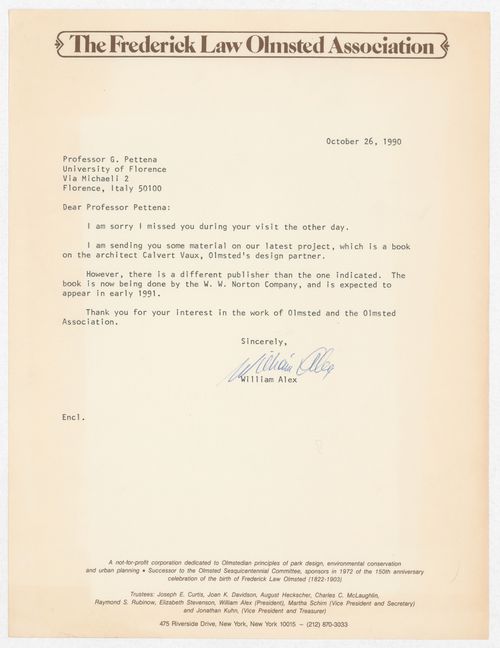 The Frederick Law Olmsted Association
October 26, 1990
Professor G. Pettena
University of Florence
Via Michaeli 2
Florence, Italy 50100
Dear Professor Pettena:
I am sorry I missed you during your visit the other day.
I am sending you some material on our latest project, which is a book
on the architect Calvert Vaux, Olmsted's design partner.
However, there is a different publisher than the one indicated. The
book is now being done by the W. W. Norton Company, and is expected to
appear in early 1991.
Thank you for your interest in the work of Olmsted and the Olmsted
Association.
Sincerely,
William Alex
William Alex
Encl.
A not-for-profit corporation dedicated to Olmstedian principles of park design, environmental conservation
and urban planning • Successor to the Olmsted Sesquicentennial Committee, sponsors in 1972 of the 150th anniversary
celebration of the birth of Frederick Law Olmsted (1822-1903)
Trustees: Joseph E. Curtis, Joan K. Davidson, August Heckscher, Charles C. McLaughlin,
Raymond S. Rubinow, Elizabeth Stevenson, William Alex (President), Martha Schim (Vice President and Secretary)
and Jonathan Kuhn, (Vice President and Treasurer)
475 Riverside Drive, New York, New York 10015 – (212) 870-3033